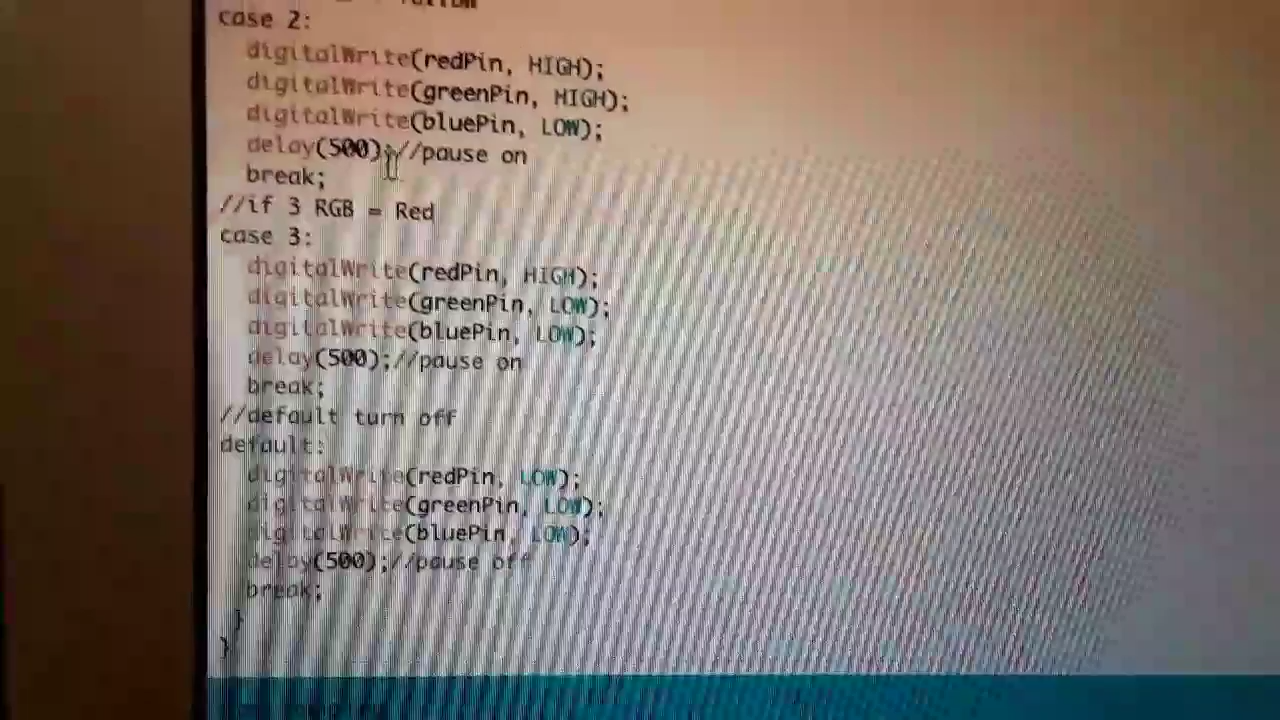 case 2:
digitalWrite(redPin, HIGH);
digitalWrite(greenPin, HIGH);
digitalWrite(bluePin, LOW);
delay(500);//pause on
break;
//if 3 RGB = Red
case 3:
digitalWrite(redPin, HIGH);
digitalWrite(greenPin, LOW);
digitalWrite(bluePin, LOW);
delay(500);//pause on
break;
//default turn off
default:
digitalWrite(redPin, LOW);
digitalWrite(greenPin, LOW);
digitalWrite(bluePin, LOW);
delay(500);//pause off
break;
}
}